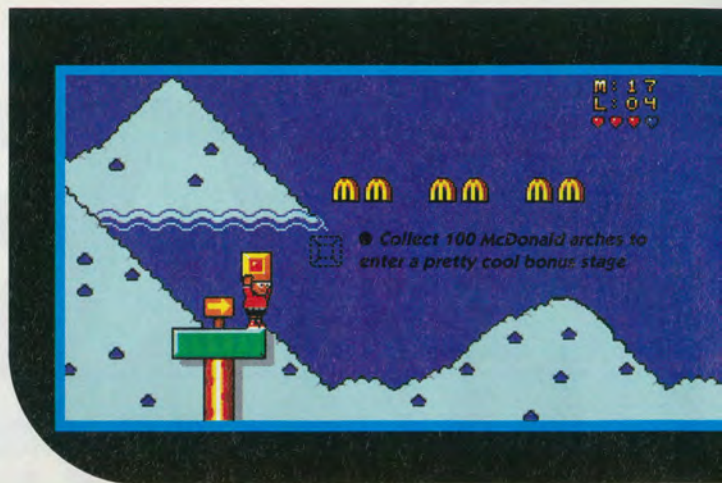 M:17
L:04
● Collect 100 McDonald arches to
enter a pretty cool bonus stage.